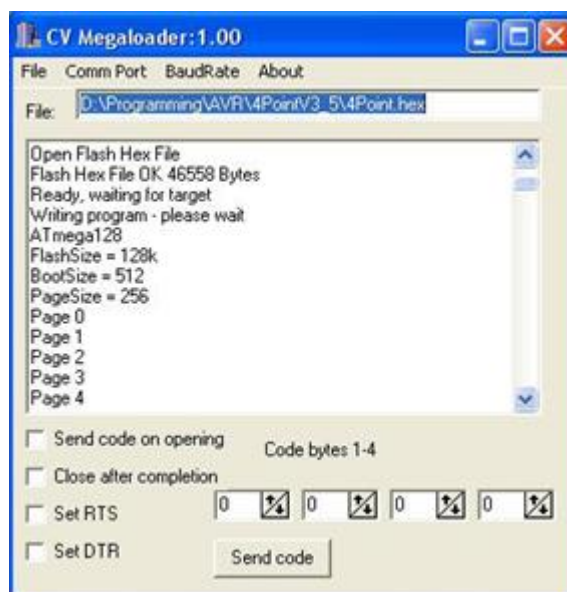 CV Megaloader:1.00
File Comm Port BaudRate About
File: D:\Programming\AVR\4PointV3_5\4Point.hex
Open Flash Hex File
Flash Hex File OK 46558 Bytes
Ready, waiting for target
Writing program - please wait
ATmega128
FlashSize = 128k
BootSize = 512
PageSize = 256
Page 0
Page 1
Page 2
Page 3
Page 4
Send code on opening
Code bytes 1-4
Close after completion
Set RTS 0 0 0 0
Set DTR Send code